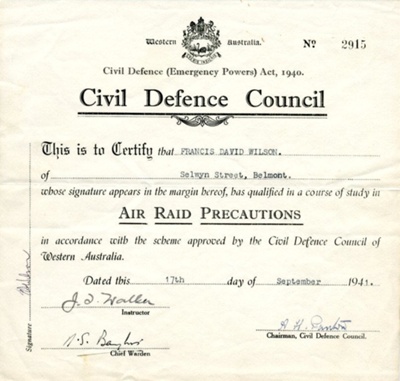 Western Australia. No 2915
Civil Defence (Emergency Powers) Act, 1940.
Civil Defence Council
This is to Certify that FRANCIS DAVID WILSON.
of Selwyn Street, Belmont.
whose signature appears in the margin hereof, has qualified in a course of study in
AIR RAID PRECAUTIONS
in accordance with the scheme approved by the Civil Defence Council of
Western Australia.
Dated this 17th day of September 1941.
Instructor
Chairman, Civil Defence Council.
Chief Warden
Signature